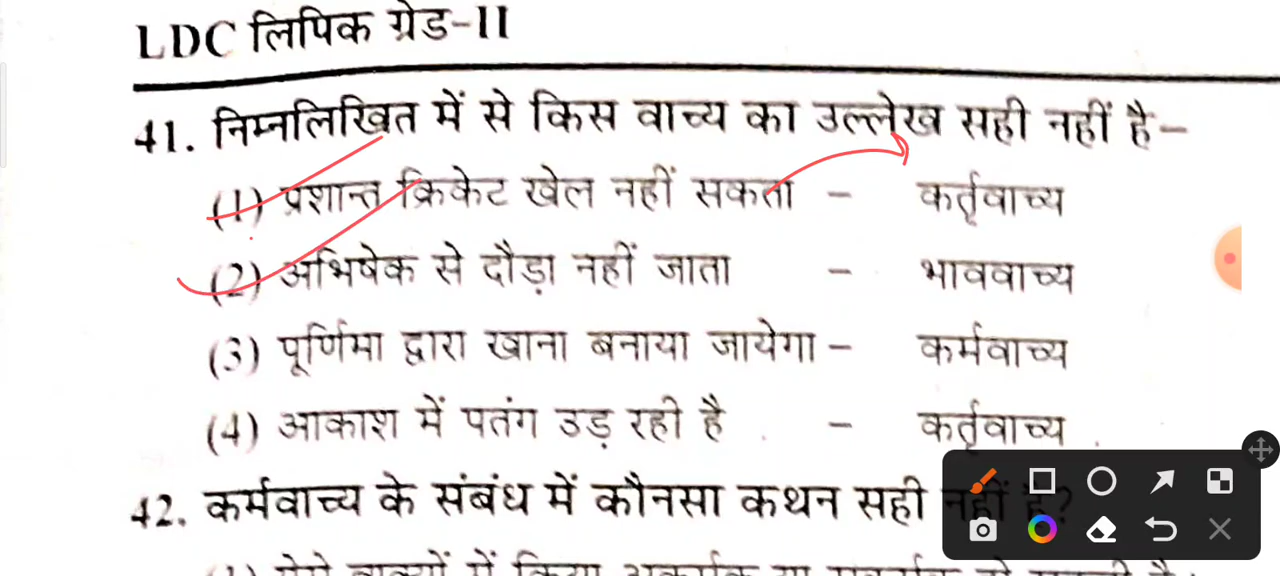 LDC लिपिक ग्रेड-II
41. निम्नलिखित में से किस वाच्य का उल्लेख सही नहीं है–
(1) प्रशान्त क्रिकेट खेल नहीं सकता – कर्तृवाच्य
(2) अभिषेक से दौड़ा नहीं जाता – भाववाच्य
(3) पूर्णिमा द्वारा खाना बनाया जायेगा – कर्मवाच्य
(4) आकाश में पतंग उड़ रही है – कर्तृवाच्य
42. कर्मवाच्य के संबंध में कौनसा कथन सही नहीं है?